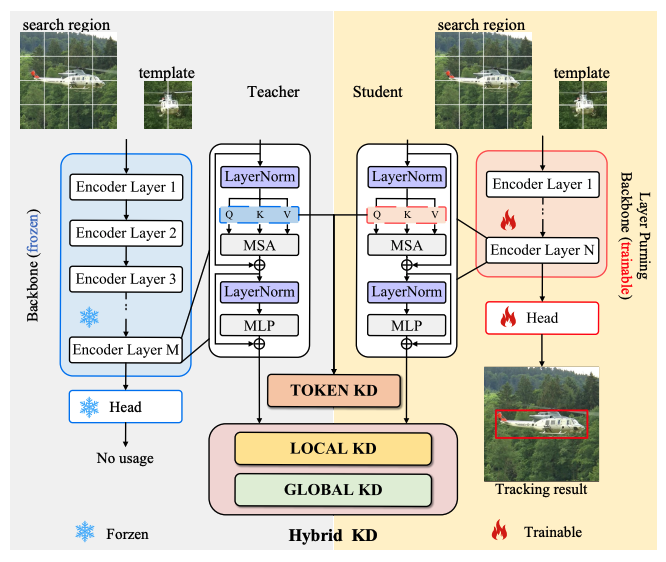 search region
template
Teacher
Backbone (frozen)
Encoder Layer 1
Encoder Layer 2
Encoder Layer 3
Encoder Layer M
Head
No usage
LayerNorm
Q K V
MSA
LayerNorm
MLP
Student
search region
template
LayerNorm
Q K V
MSA
LayerNorm
MLP
Encoder Layer 1
Encoder Layer N
Layer Purning
Backbone (trainable)
Head
Tracking result
TOKEN KD
LOCAL KD
GLOBAL KD
Hybrid KD
Forzen
Trainable